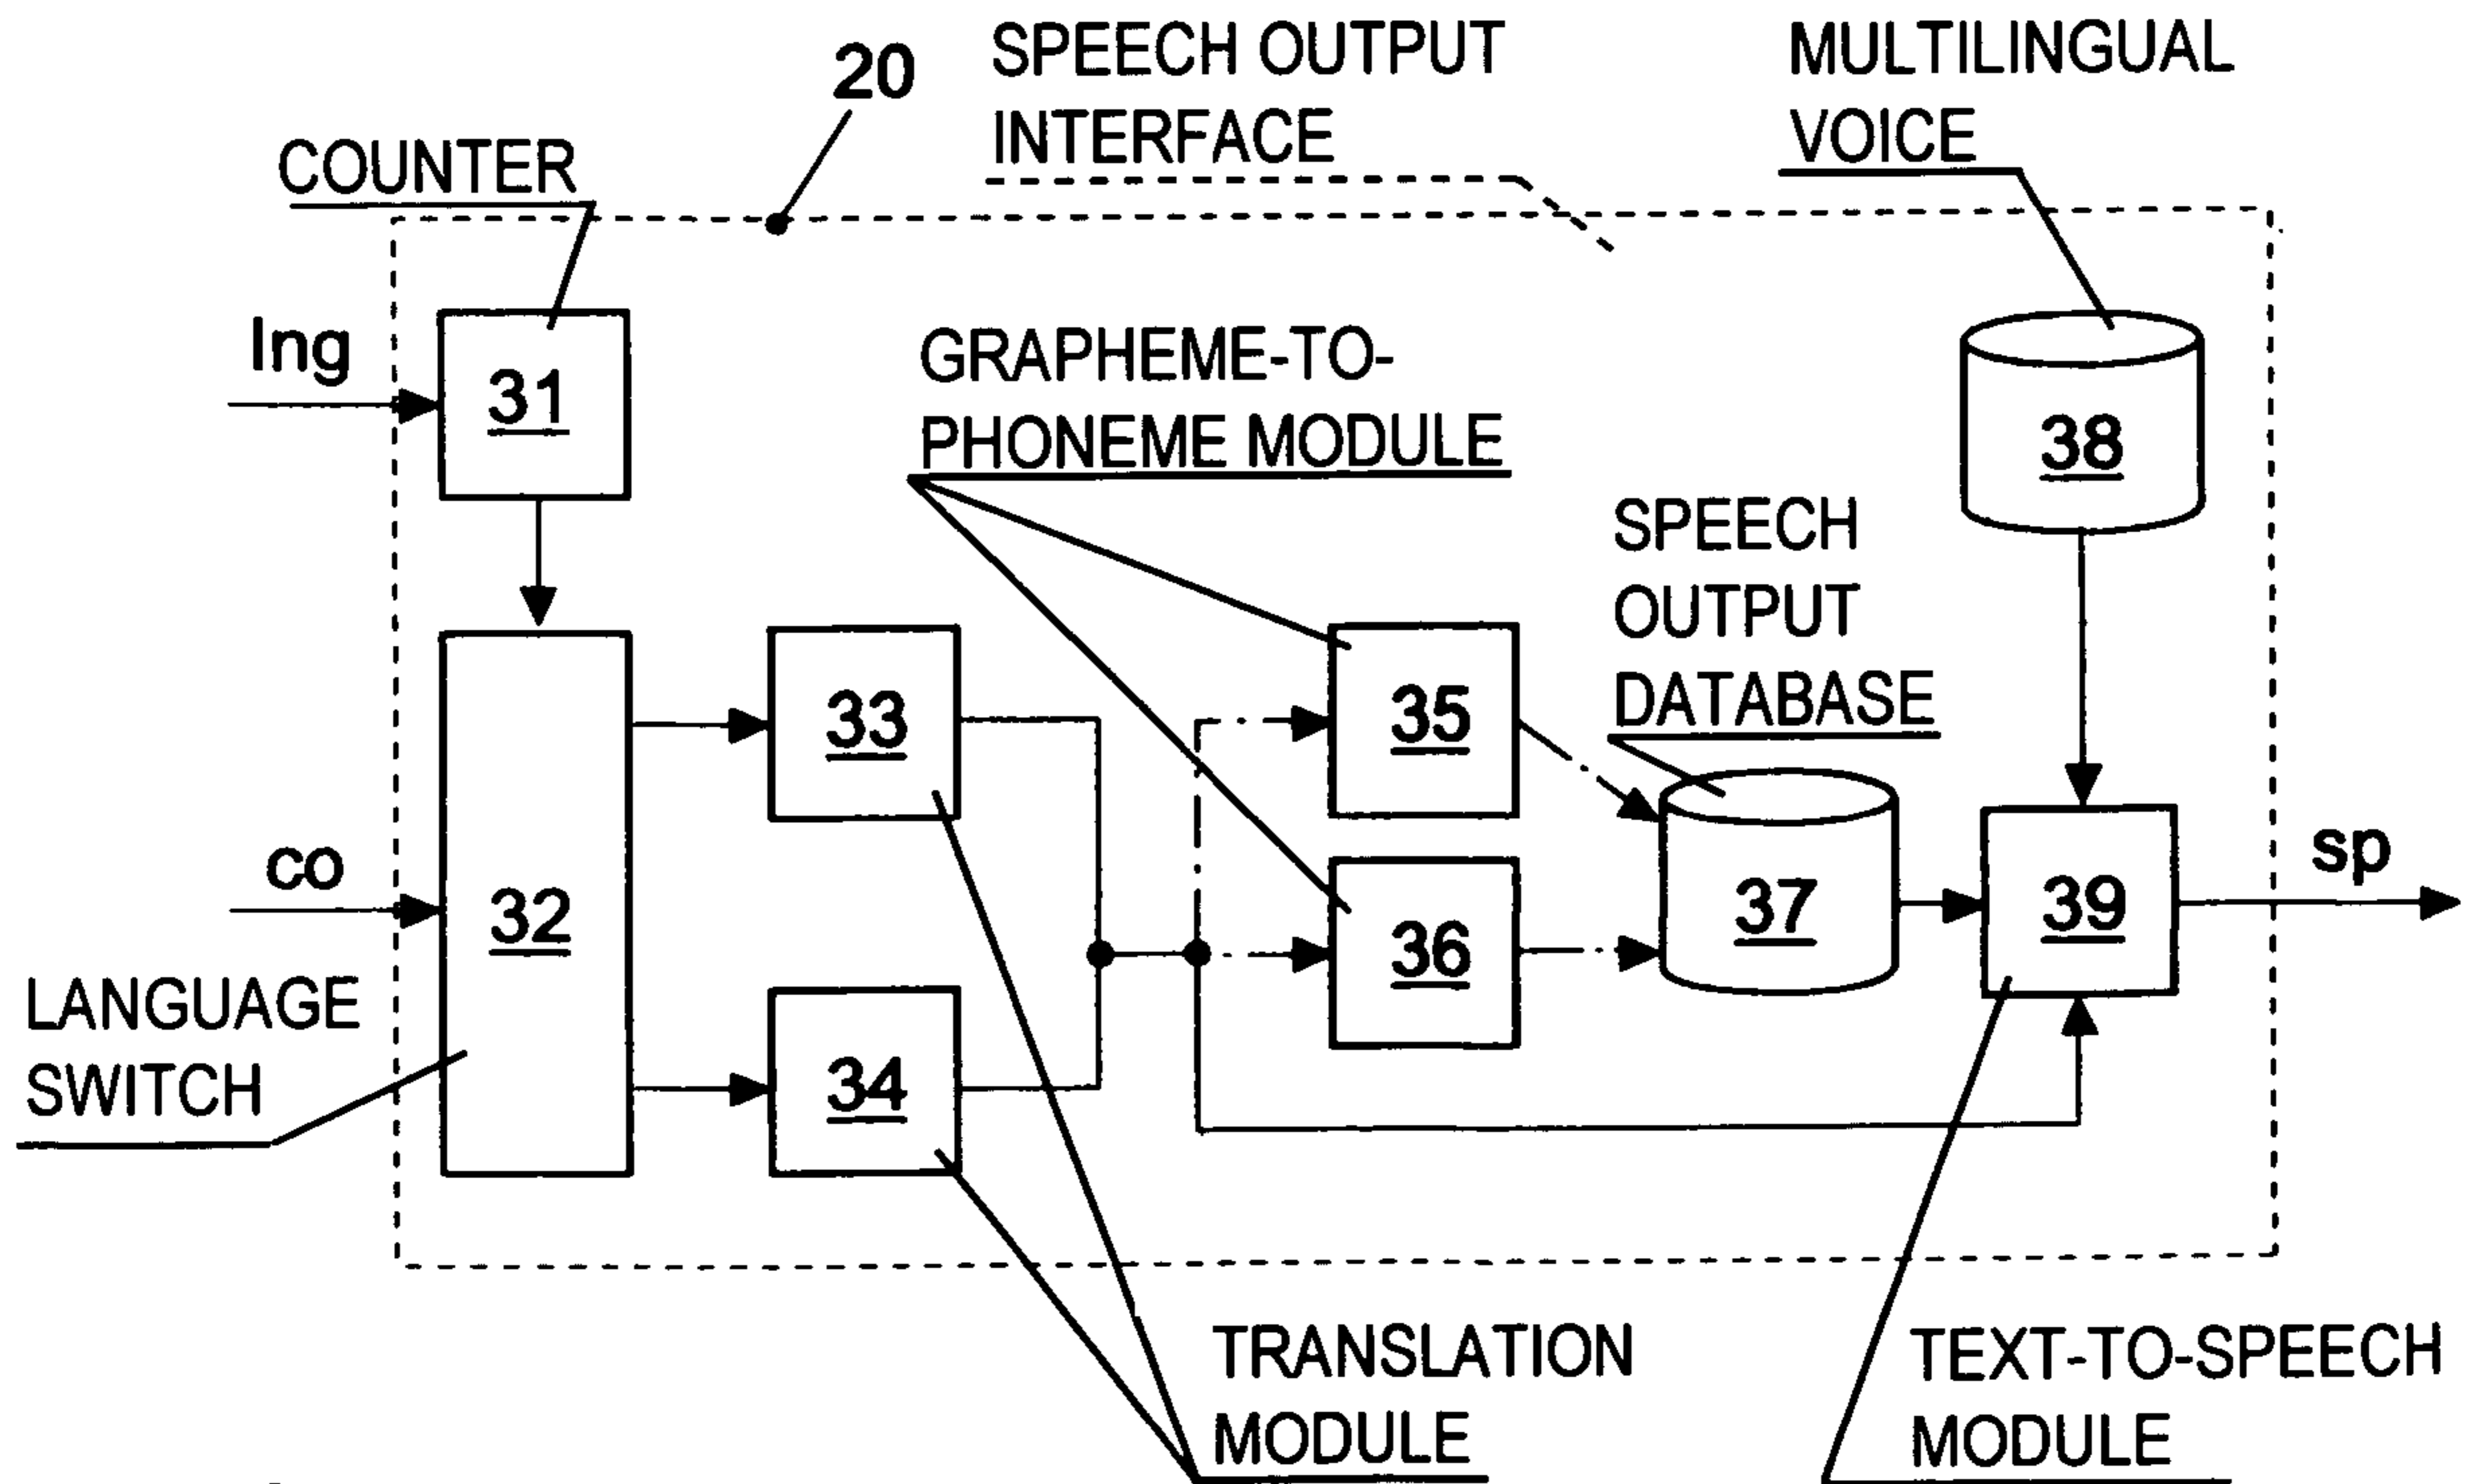 20
SPEECH OUTPUT
INTERFACE
MULTILINGUAL
VOICE
COUNTER
lng
31
GRAPHEME-TO-
PHONEME MODULE
38
SPEECH
OUTPUT
DATABASE
33
35
co
32
36
37
39
sp
LANGUAGE
SWITCH
34
TRANSLATION
MODULE
TEXT-TO-SPEECH
MODULE